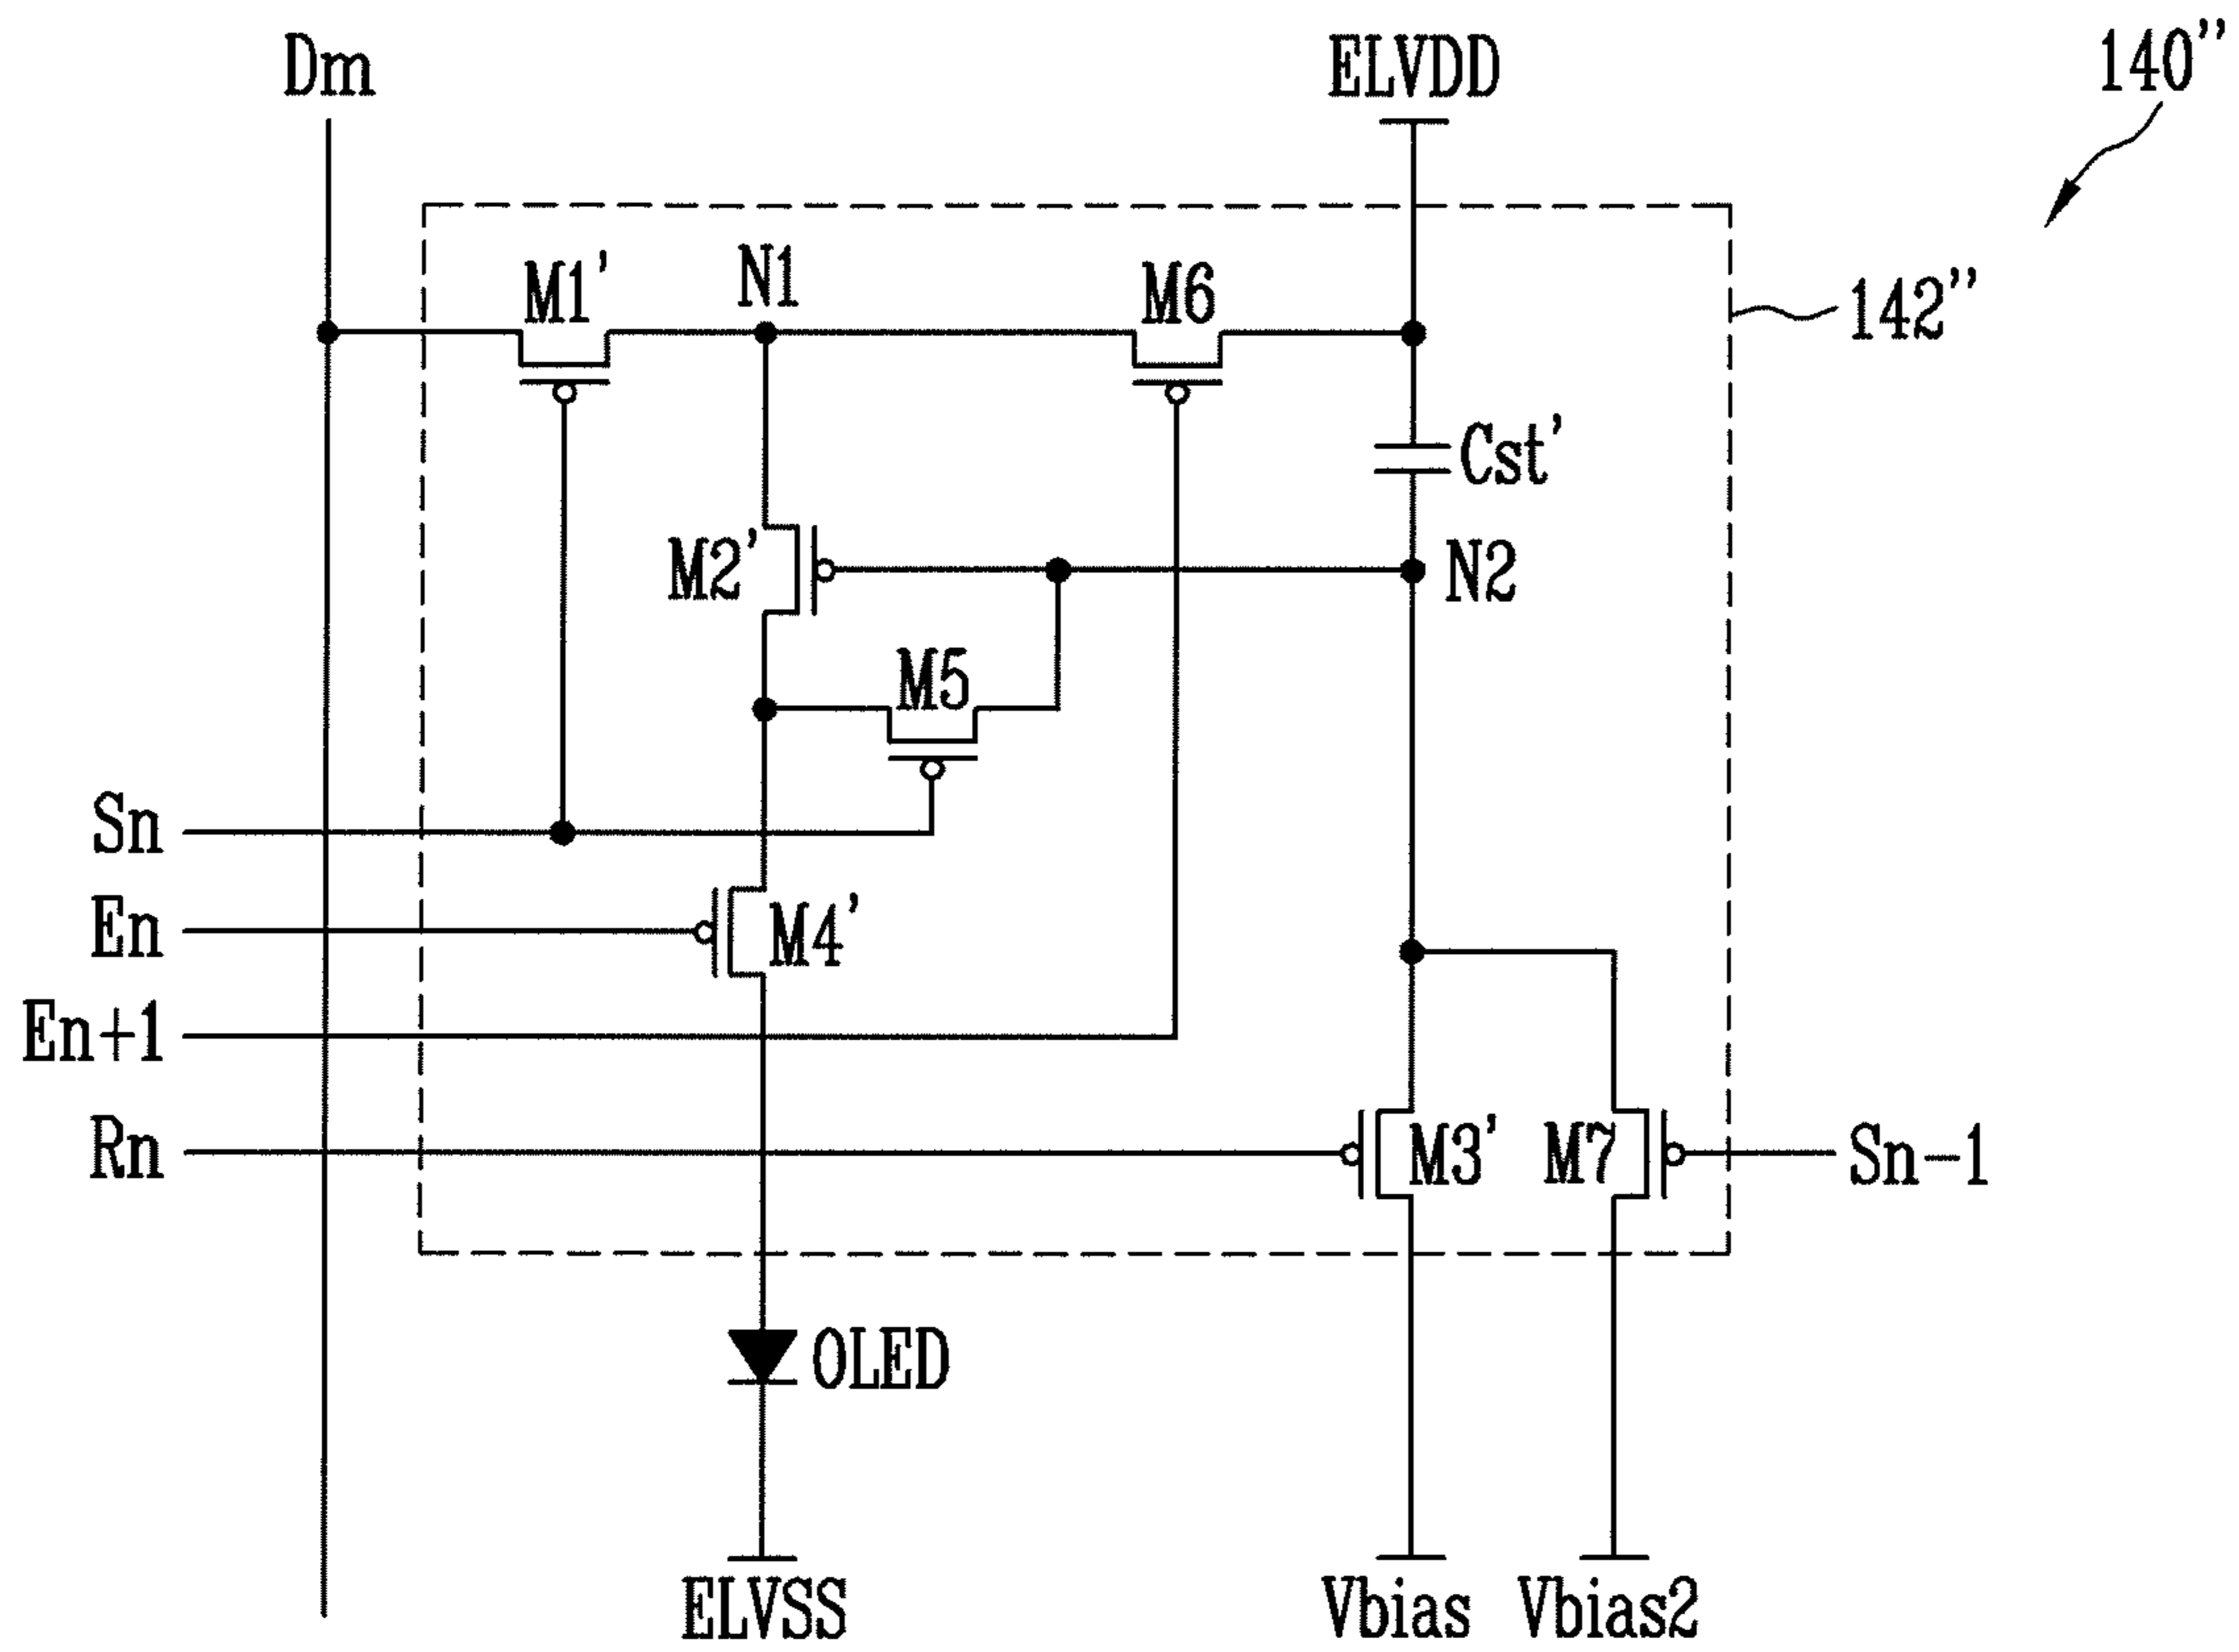 Dm
ELVDD
140''
M1'
N1
M6
142''
Cst'
M2'
N2
M5
Sn
En
M4'
En+1
Rn
M3'
M7
Sn-1
OLED
ELVSS
Vbias
Vbias2